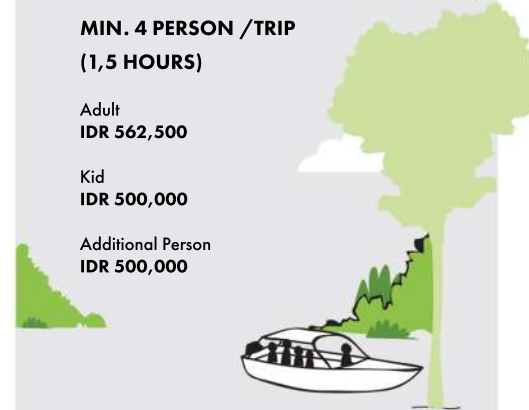 MIN. 4 PERSON /TRIP
(1,5 HOURS)
Adult
IDR 562,500
Kid
IDR 500,000
Additional Person
IDR 500,000